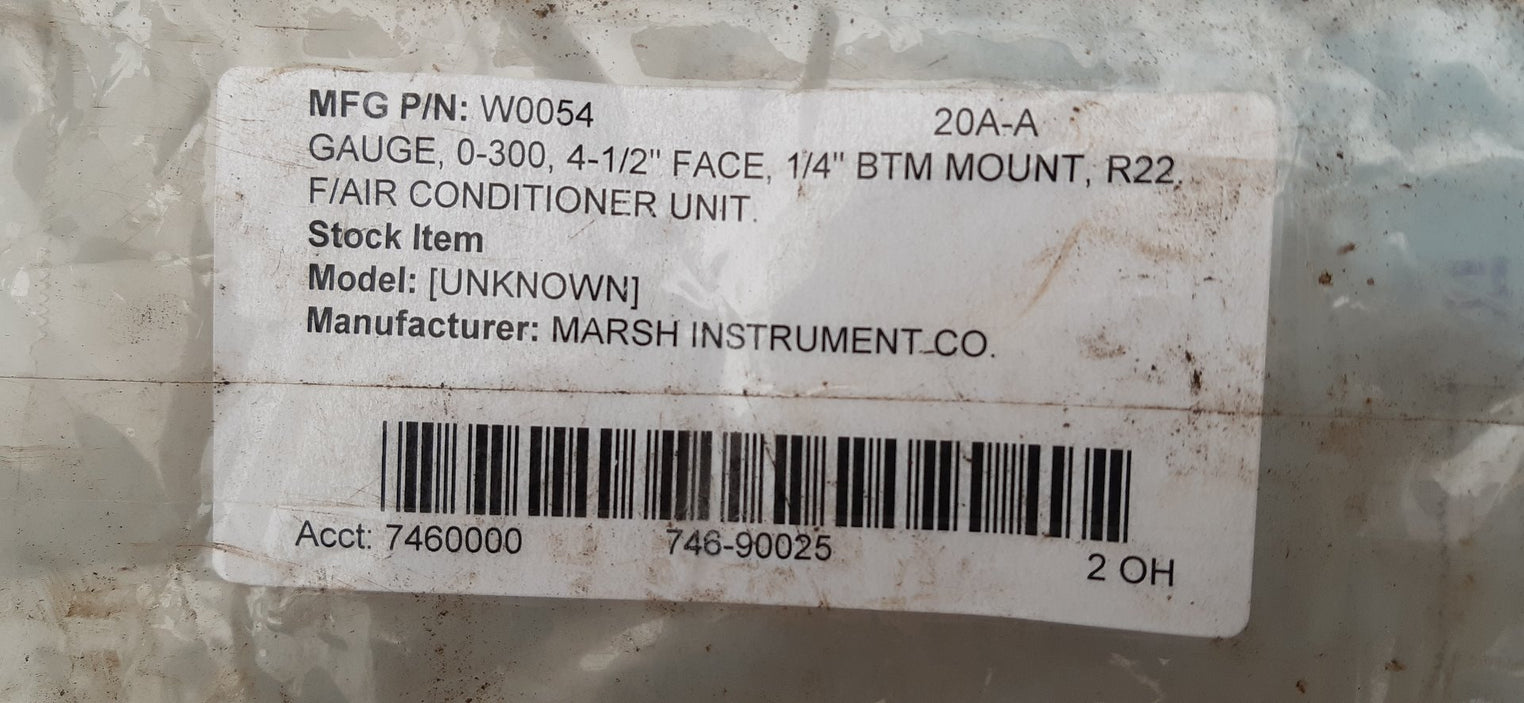 MFG P/N: W0054 20A-A
GAUGE, 0-300, 4-1/2" FACE, 1/4" BTM MOUNT, R22,
F/AIR CONDITIONER UNIT.
Stock Item
Model: [UNKNOWN]
Manufacturer: MARSH INSTRUMENT CO.
Acct: 7460000 746-90025 2 OH